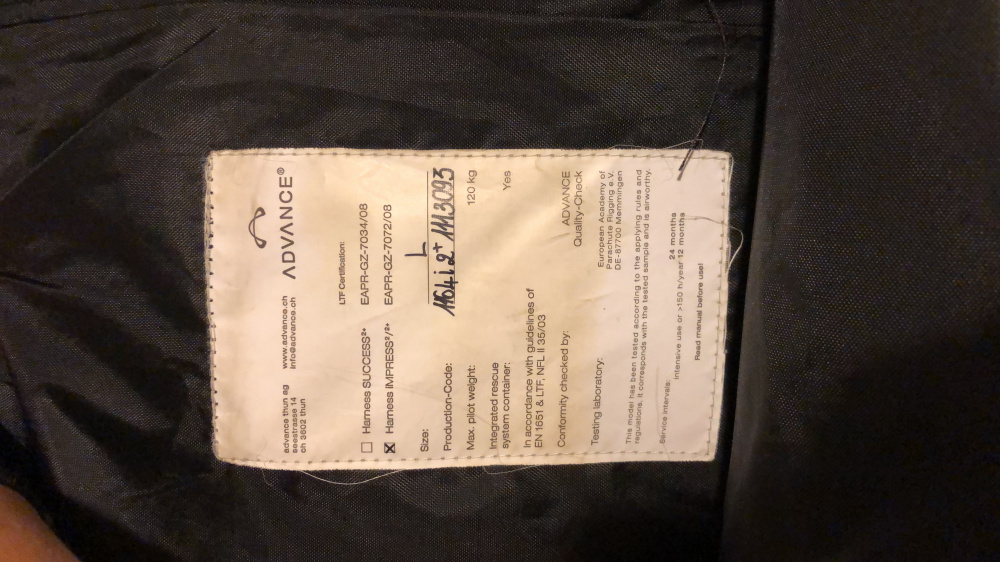 advance thun ag www.advance.ch
seestrasse 14 info@advance.ch
ch 3602 thun
ADVANCE®
LTF Certification:
☐ Harness SUCCESS²⁺ EAPR-GZ-7034/08
☒ Harness IMPRESS²/²⁺ EAPR-GZ-7072/08
Size: L
Production-Code: 1164i2+1113093
Max. pilot weight: 120 kg
Integrated rescue
system container: Yes
In accordance with guidelines of
EN 1651 & LTF, NFL II 35/03
Conformity checked by: ADVANCE
Quality-Check
Testing laboratory: European Academy of
Parachute Rigging e.V.
DE-87700 Memmingen
This model has been tested according to the applying rules and
regulations. It corresponds with the tested sample and is airworthy.
Service intervals: 24 months
intensive use or >150 h/year 12 months
Read manual before use!